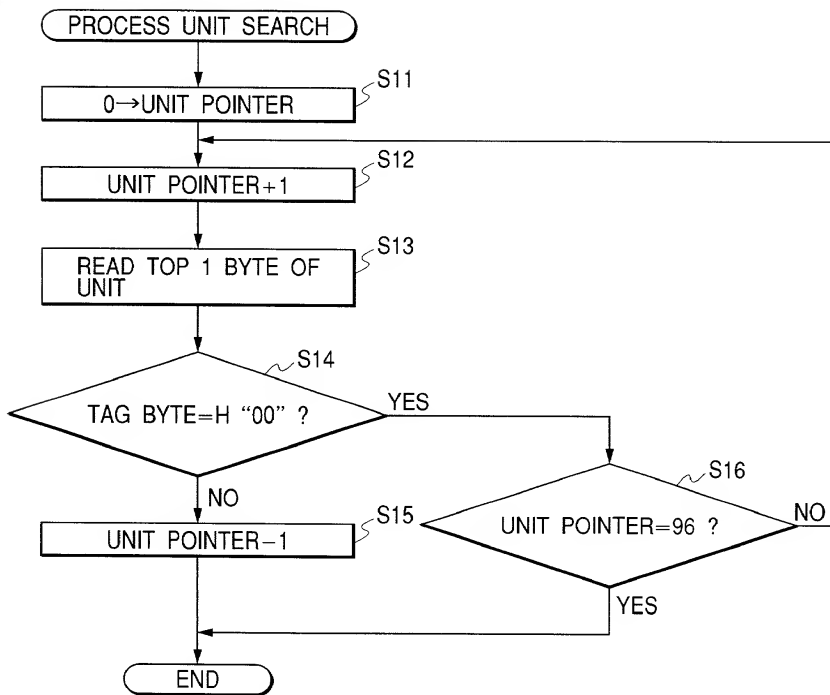 PROCESS UNIT SEARCH
S11
0→UNIT POINTER
S12
UNIT POINTER+1
S13
READ TOP 1 BYTE OF
UNIT
S14
TAG BYTE=H “00” ?
YES
S16
NO
UNIT POINTER=96 ?
NO
S15
UNIT POINTER−1
YES
END